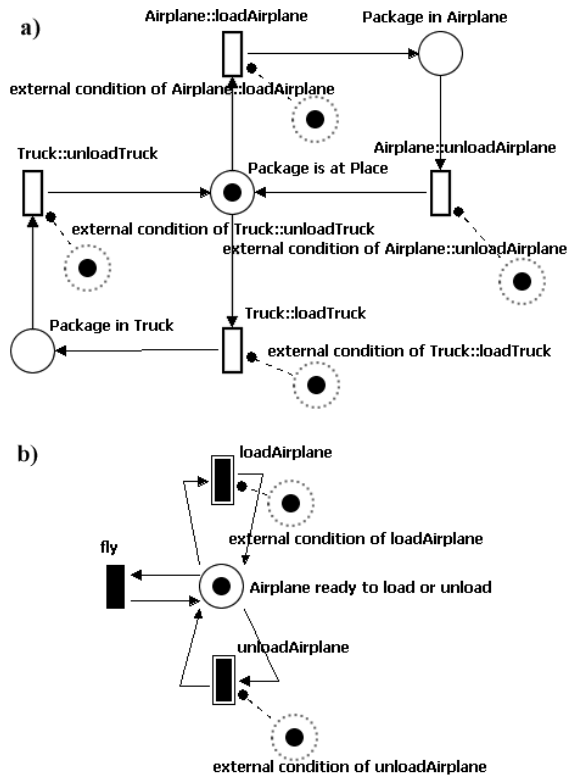 a)
Airplane::loadAirplane
Package in Airplane
external condition of Airplane::loadAirplane
Airplane::unloadAirplane
Truck::unloadTruck
Package is at Place
external condition of Truck::unloadTruck
external condition of Airplane::unloadAirplane
Truck::loadTruck
Package in Truck
external condition of Truck::loadTruck
b)
loadAirplane
external condition of loadAirplane
fly
Airplane ready to load or unload
unloadAirplane
external condition of unloadAirplane